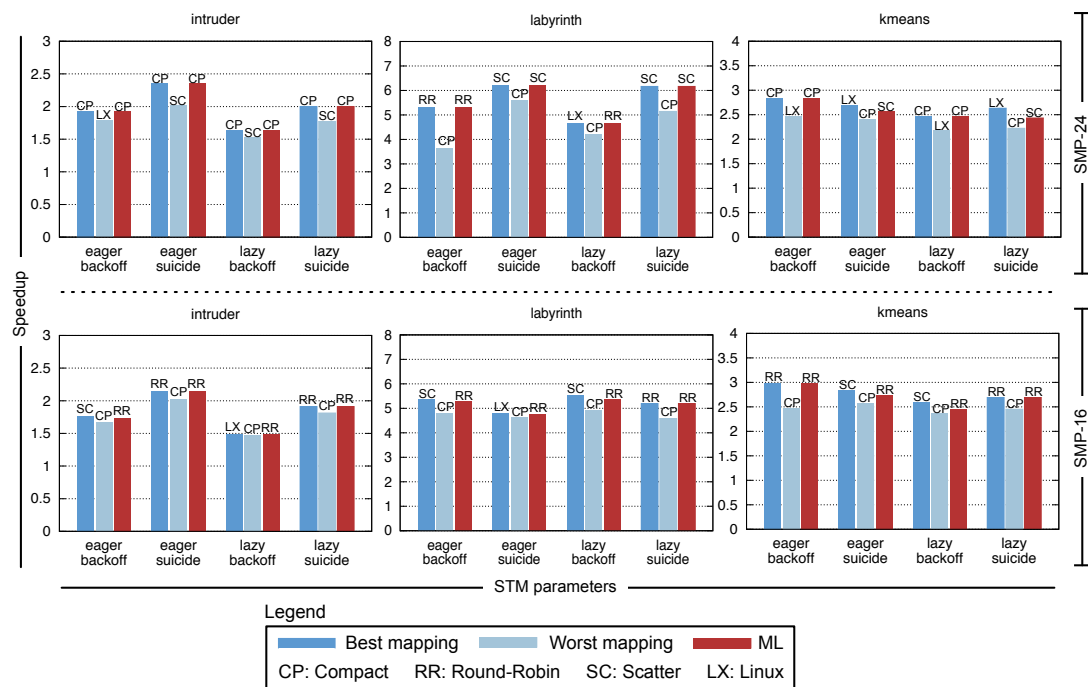 intruder
labyrinth
kmeans
3
2.5
2
1.5
1
0.5
0
CP LX CP
CP SC CP
CP SC CP
CP SC CP
eager backoff
eager suicide
lazy backoff
lazy suicide
8
7
6
5
4
3
2
1
0
RR CP RR
SC CP SC
LX CP RR
SC CP SC
eager backoff
eager suicide
lazy backoff
lazy suicide
4
3.5
3
2.5
2
1.5
1
0.5
0
CP LX CP
LX CP SC
CP LX CP
LX CP SC
eager backoff
eager suicide
lazy backoff
lazy suicide
SMP-24
Speedup
intruder
labyrinth
kmeans
3
2.5
2
1.5
1
0.5
0
SC CP RR
RR CP RR
LX CP RR
RR CP RR
eager backoff
eager suicide
lazy backoff
lazy suicide
8
7
6
5
4
3
2
1
0
SC CP RR
LX CP RR
SC CP RR
RR CP RR
eager backoff
eager suicide
lazy backoff
lazy suicide
4
3.5
3
2.5
2
1.5
1
0.5
0
RR CP RR
SC CP RR
SC CP RR
RR CP RR
eager backoff
eager suicide
lazy backoff
lazy suicide
SMP-16
STM parameters
Legend
Best mapping Worst mapping ML
CP: Compact RR: Round-Robin SC: Scatter LX: Linux